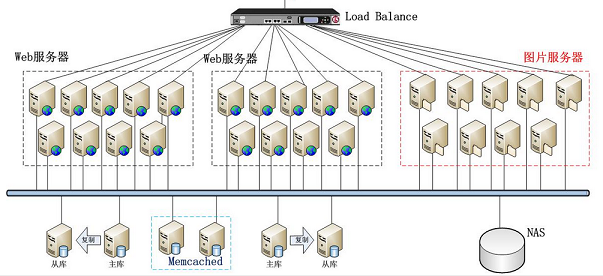 Load Balance
Web服务器
Web服务器
图片服务器
复制
复制
NAS
从库
主库
Memcached
主库
从库